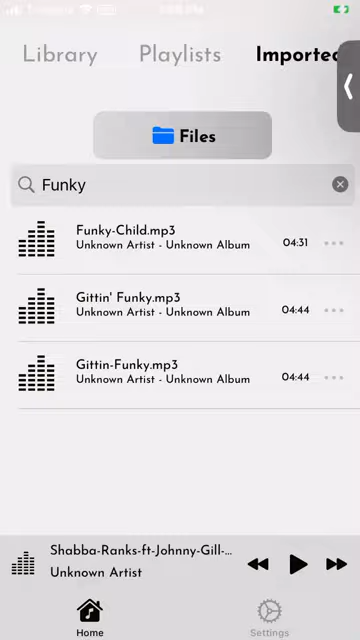 Library Playlists Imported
Files
Funky
Funky-Child.mp3
Unknown Artist - Unknown Album
04:31
Gittin' Funky.mp3
Unknown Artist - Unknown Album
04:44
Gittin-Funky.mp3
Unknown Artist - Unknown Album
04:44
Shabba-Ranks-ft-Johnny-Gill-...
Unknown Artist
Home Settings